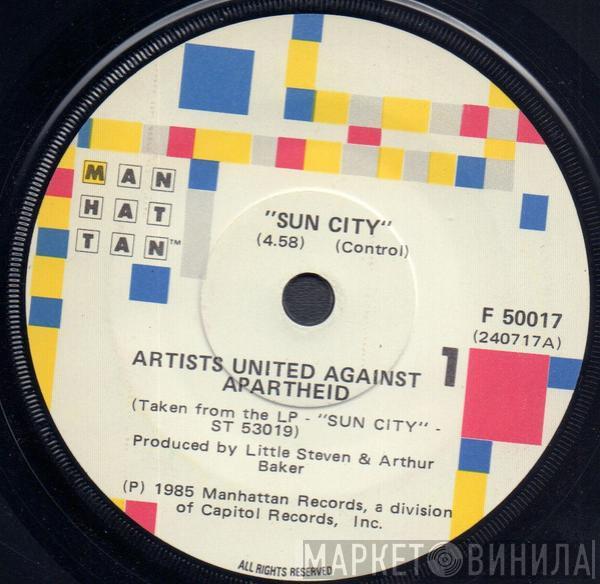 MAN
HAT
TAN™
"SUN CITY"
(4.58) (Control)
F 50017
(240717A)
1
ARTISTS UNITED AGAINST
APARTHEID
(Taken from the LP - "SUN CITY" -
ST 53019)
Produced by Little Steven & Arthur
Baker
(P) 1985 Manhattan Records, a division
of Capitol Records, Inc.
ALL RIGHTS RESERVED
МАРКЕТ ВИНИЛА